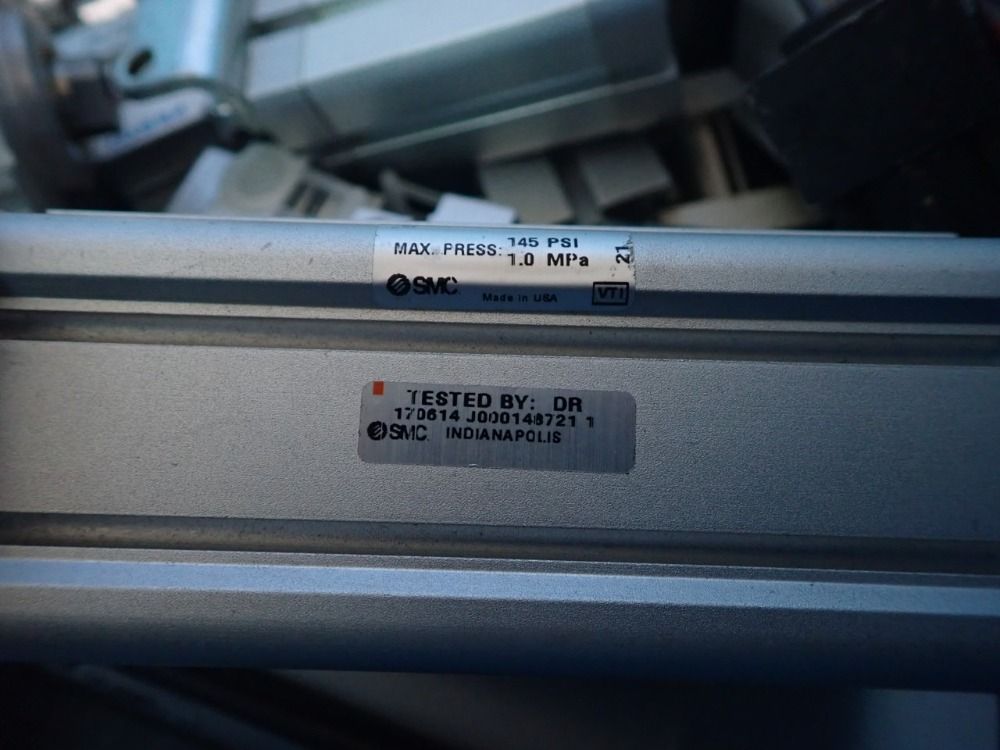 MAX. PRESS: 145 PSI
1.0 MPa
21
SMC Made in USA VTI
TESTED BY: DR
170614 J000148721 1
SMC INDIANAPOLIS